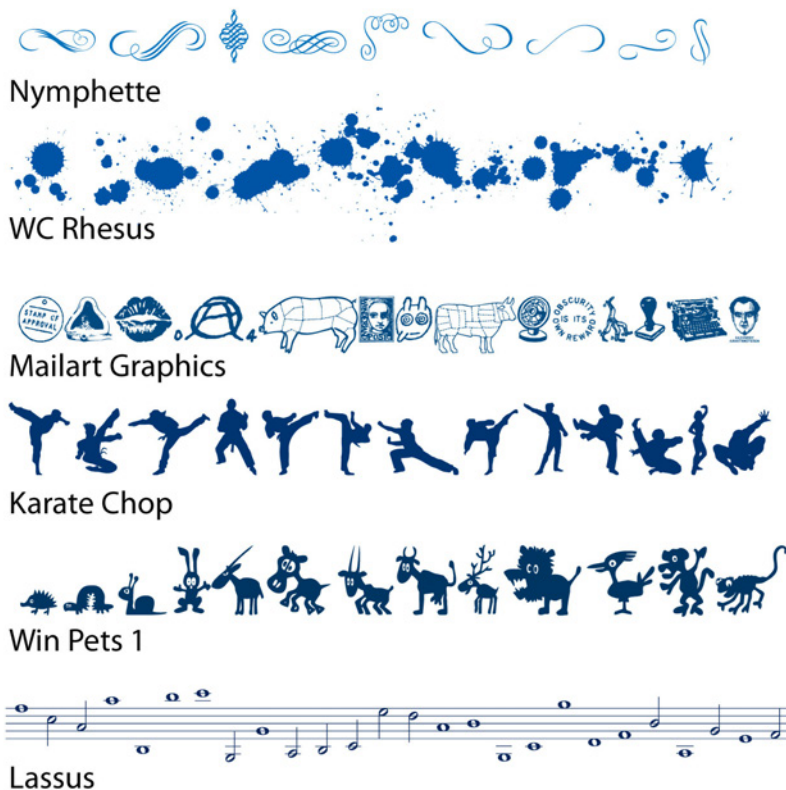 Nymphette
WC Rhesus
STAMP OF
APPROVAL
OBSCURITY
IS ITS
OWN REWARD
Mailart Graphics
Karate Chop
Win Pets 1
Lassus